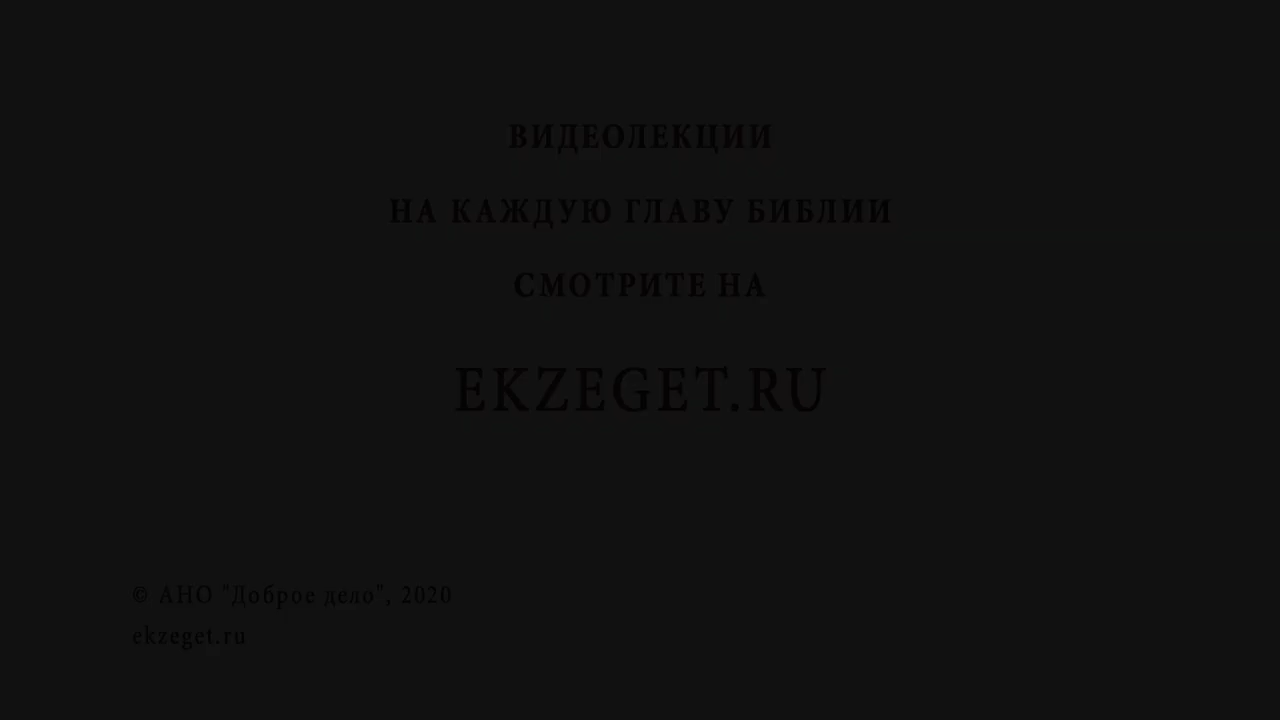 ВИДЕОЛЕКЦИИ
НА КАЖДУЮ ГЛАВУ БИБЛИИ
СМОТРИТЕ НА
EKZEGET.RU
© АНО "Доброе дело", 2020
ekzeget.ru